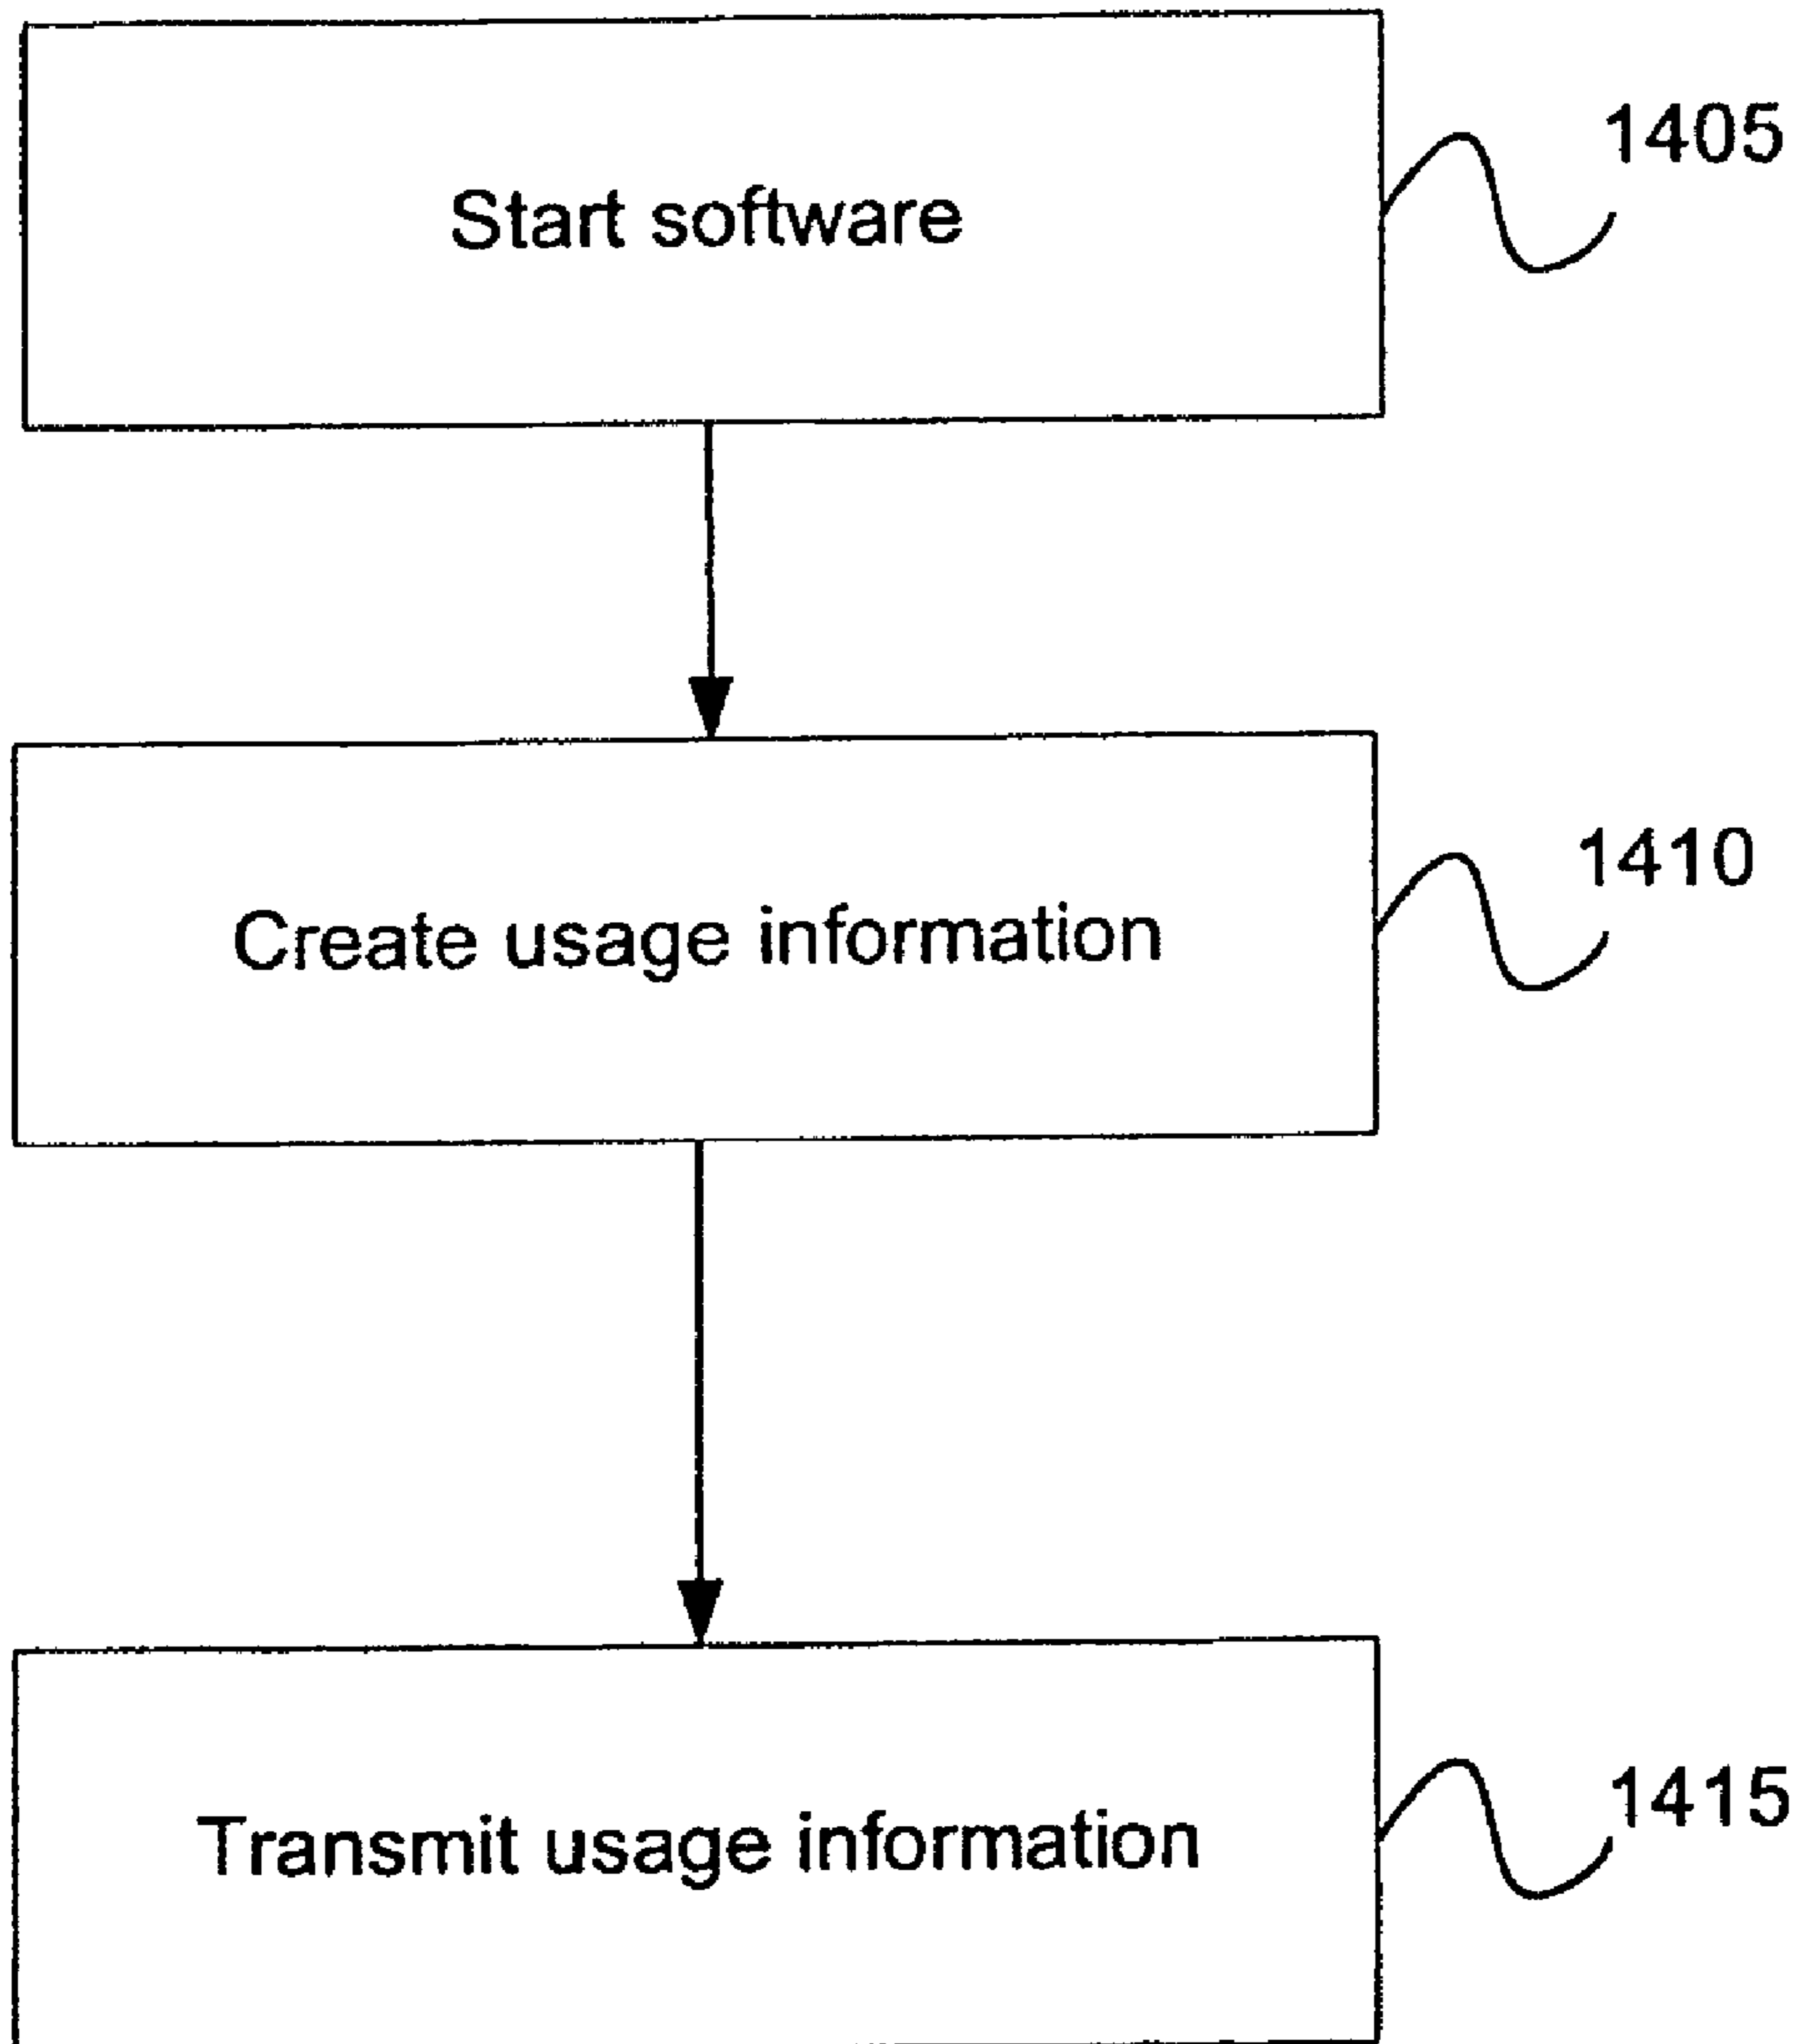 1405
Start software
1410
Create usage information
1415
Transmit usage information